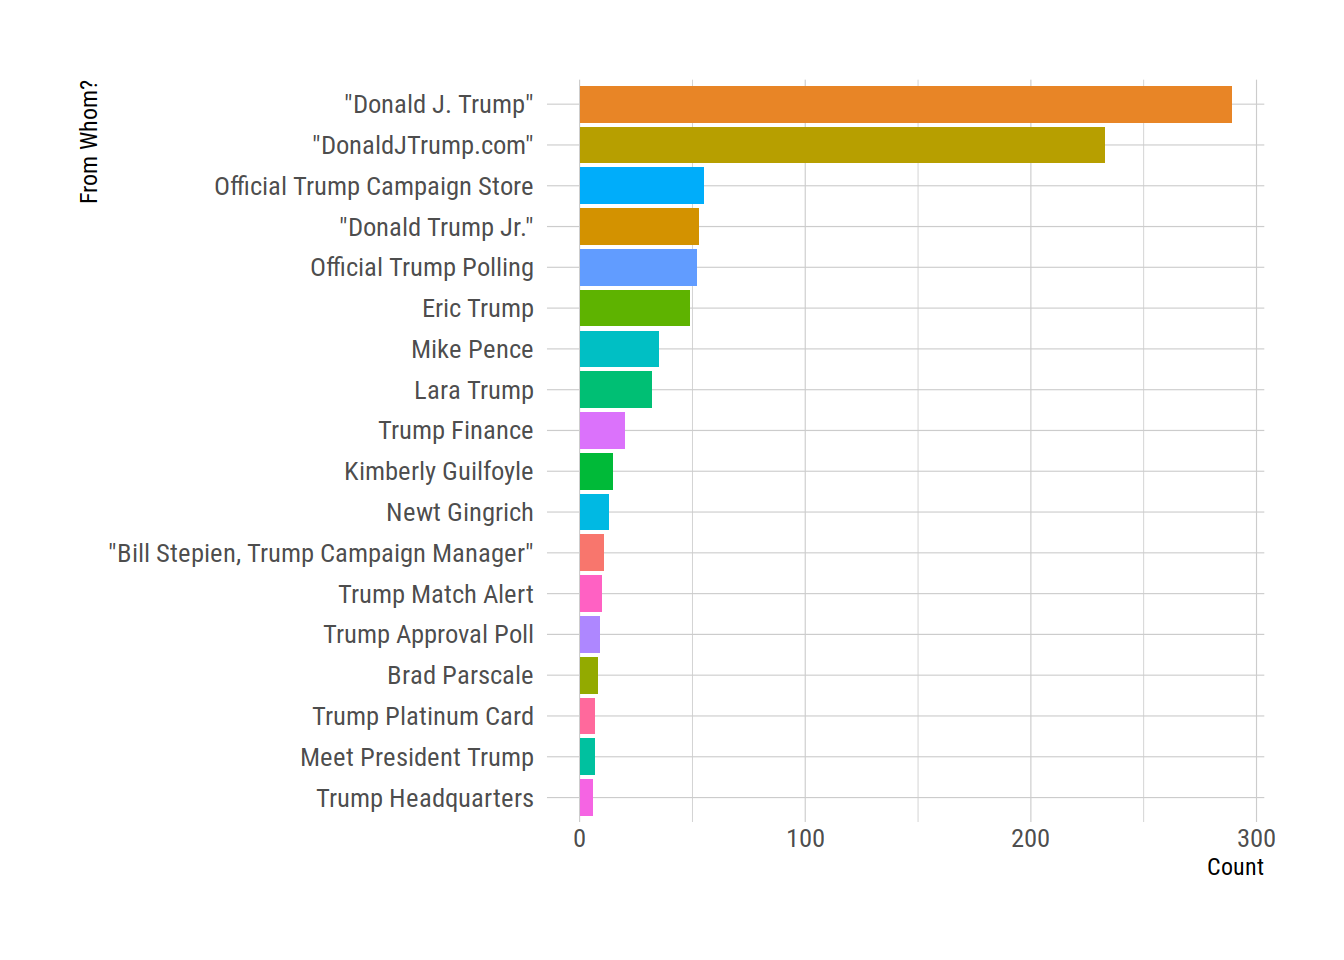 From Whom?
"Donald J. Trump"
"DonaldJTrump.com"
Official Trump Campaign Store
"Donald Trump Jr."
Official Trump Polling
Eric Trump
Mike Pence
Lara Trump
Trump Finance
Kimberly Guilfoyle
Newt Gingrich
"Bill Stepien, Trump Campaign Manager"
Trump Match Alert
Trump Approval Poll
Brad Parscale
Trump Platinum Card
Meet President Trump
Trump Headquarters
0 100 200 300
Count